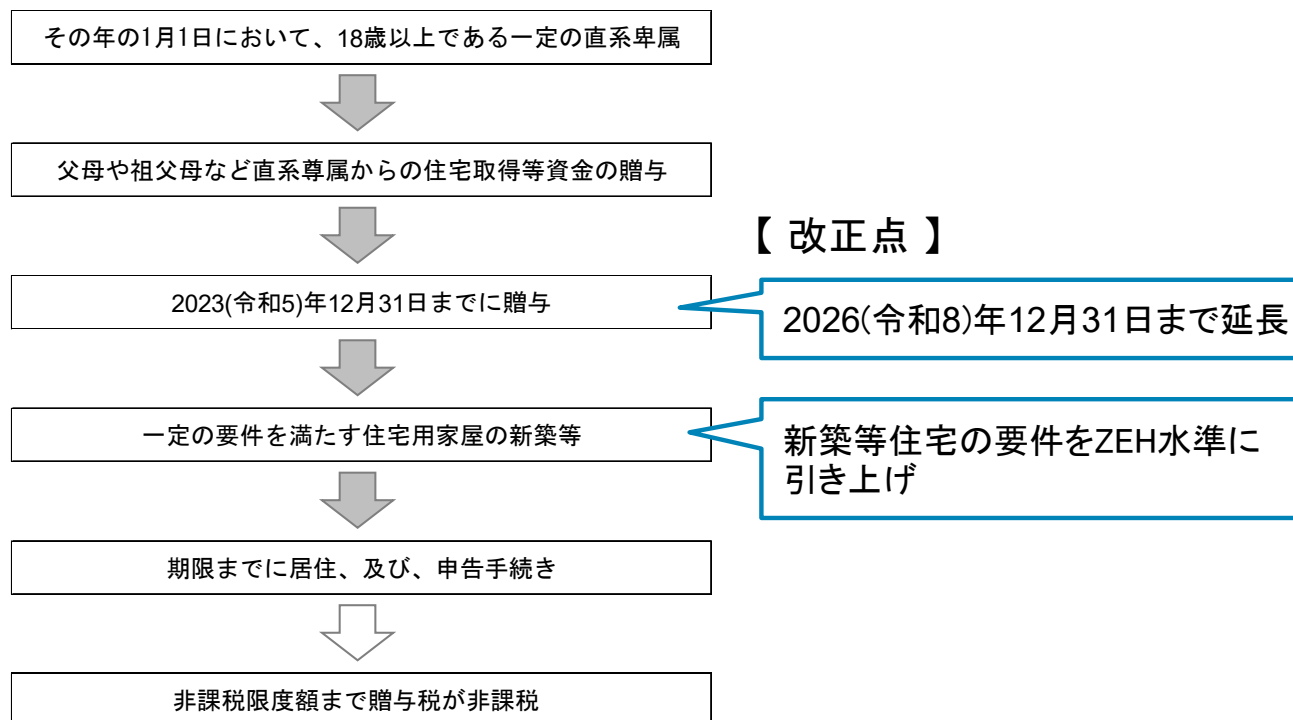 その年の1月1日において、18歳以上である一定の直系卑属
父母や祖父母など直系尊属からの住宅取得等資金の贈与
【 改正点 】
2023(令和5)年12月31日までに贈与
2026(令和8)年12月31日まで延長
一定の要件を満たす住宅用家屋の新築等
新築等住宅の要件をZEH水準に
引き上げ
期限までに居住、及び、申告手続き
非課税限度額まで贈与税が非課税